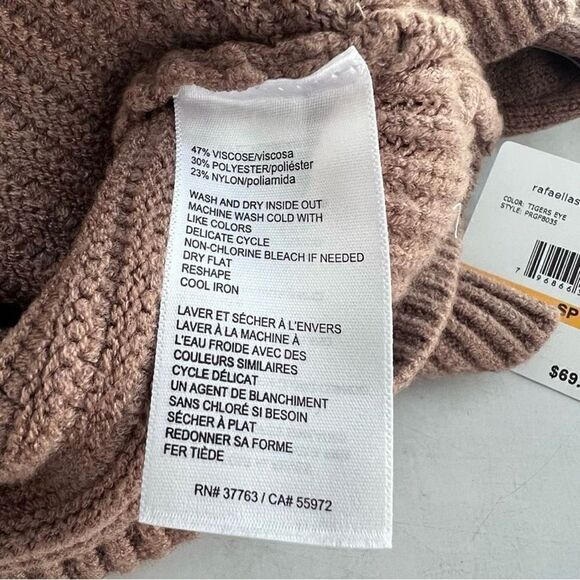 47% VISCOSE/viscosa
30% POLYESTER/poliéster
23% NYLON/poliamida
WASH AND DRY INSIDE OUT
MACHINE WASH COLD WITH
LIKE COLORS
DELICATE CYCLE
NON-CHLORINE BLEACH IF NEEDED
DRY FLAT
RESHAPE
COOL IRON
LAVER ET SÉCHER À L'ENVERS
LAVER À LA MACHINE À
L'EAU FROIDE AVEC DES
COULEURS SIMILAIRES
CYCLE DÉLICAT
UN AGENT DE BLANCHIMENT
SANS CHLORÉ SI BESOIN
SÉCHER À PLAT
REDONNER SA FORME
FER TIÈDE
RN# 37763 / CA# 55972
rafaellas
COLOR: TIGERS EYE
STYLE: PRGP8035
7 96866
SP
$69.